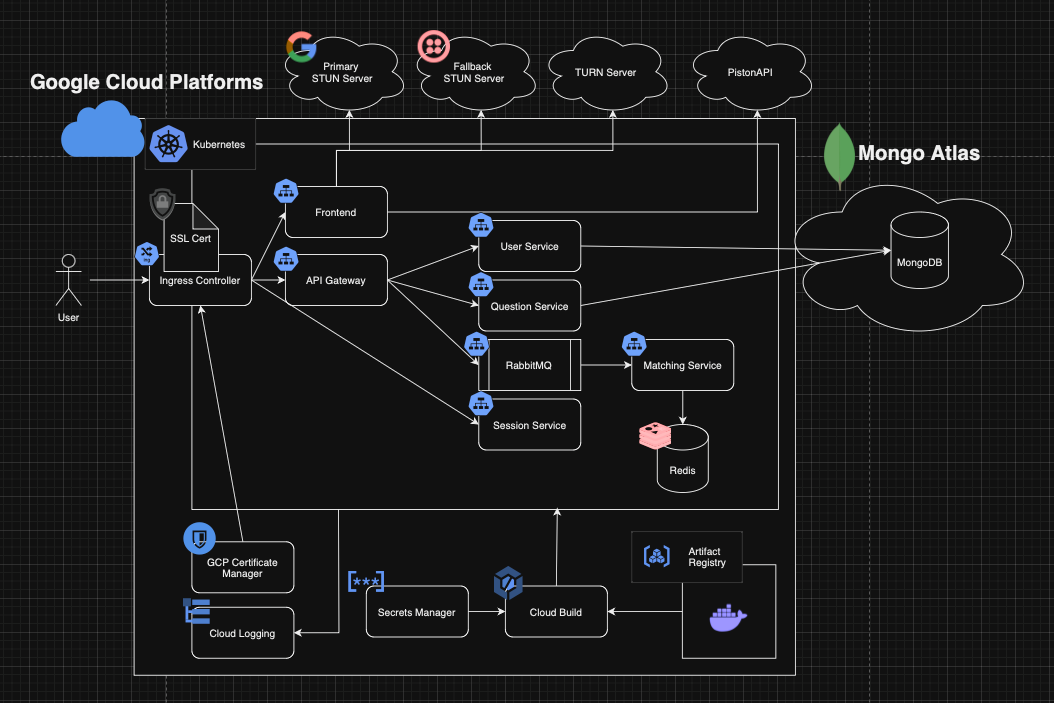 Google Cloud Platforms
Primary
STUN Server
Fallback
STUN Server
TURN Server
PistonAPI
Kubernetes
Mongo Atlas
SSL Cert
Frontend
User Service
MongoDB
ing
Ingress Controller
API Gateway
User
Question Service
RabbitMQ
Matching Service
Session Service
Redis
GCP Certificate
Manager
Artifact
Registry
[***]
Secrets Manager
Cloud Build
Cloud Logging